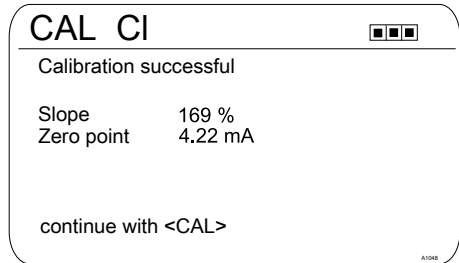 CAL Cl
Calibration successful
Slope 169 %
Zero point 4.22 mA
continue with <CAL>
A1048